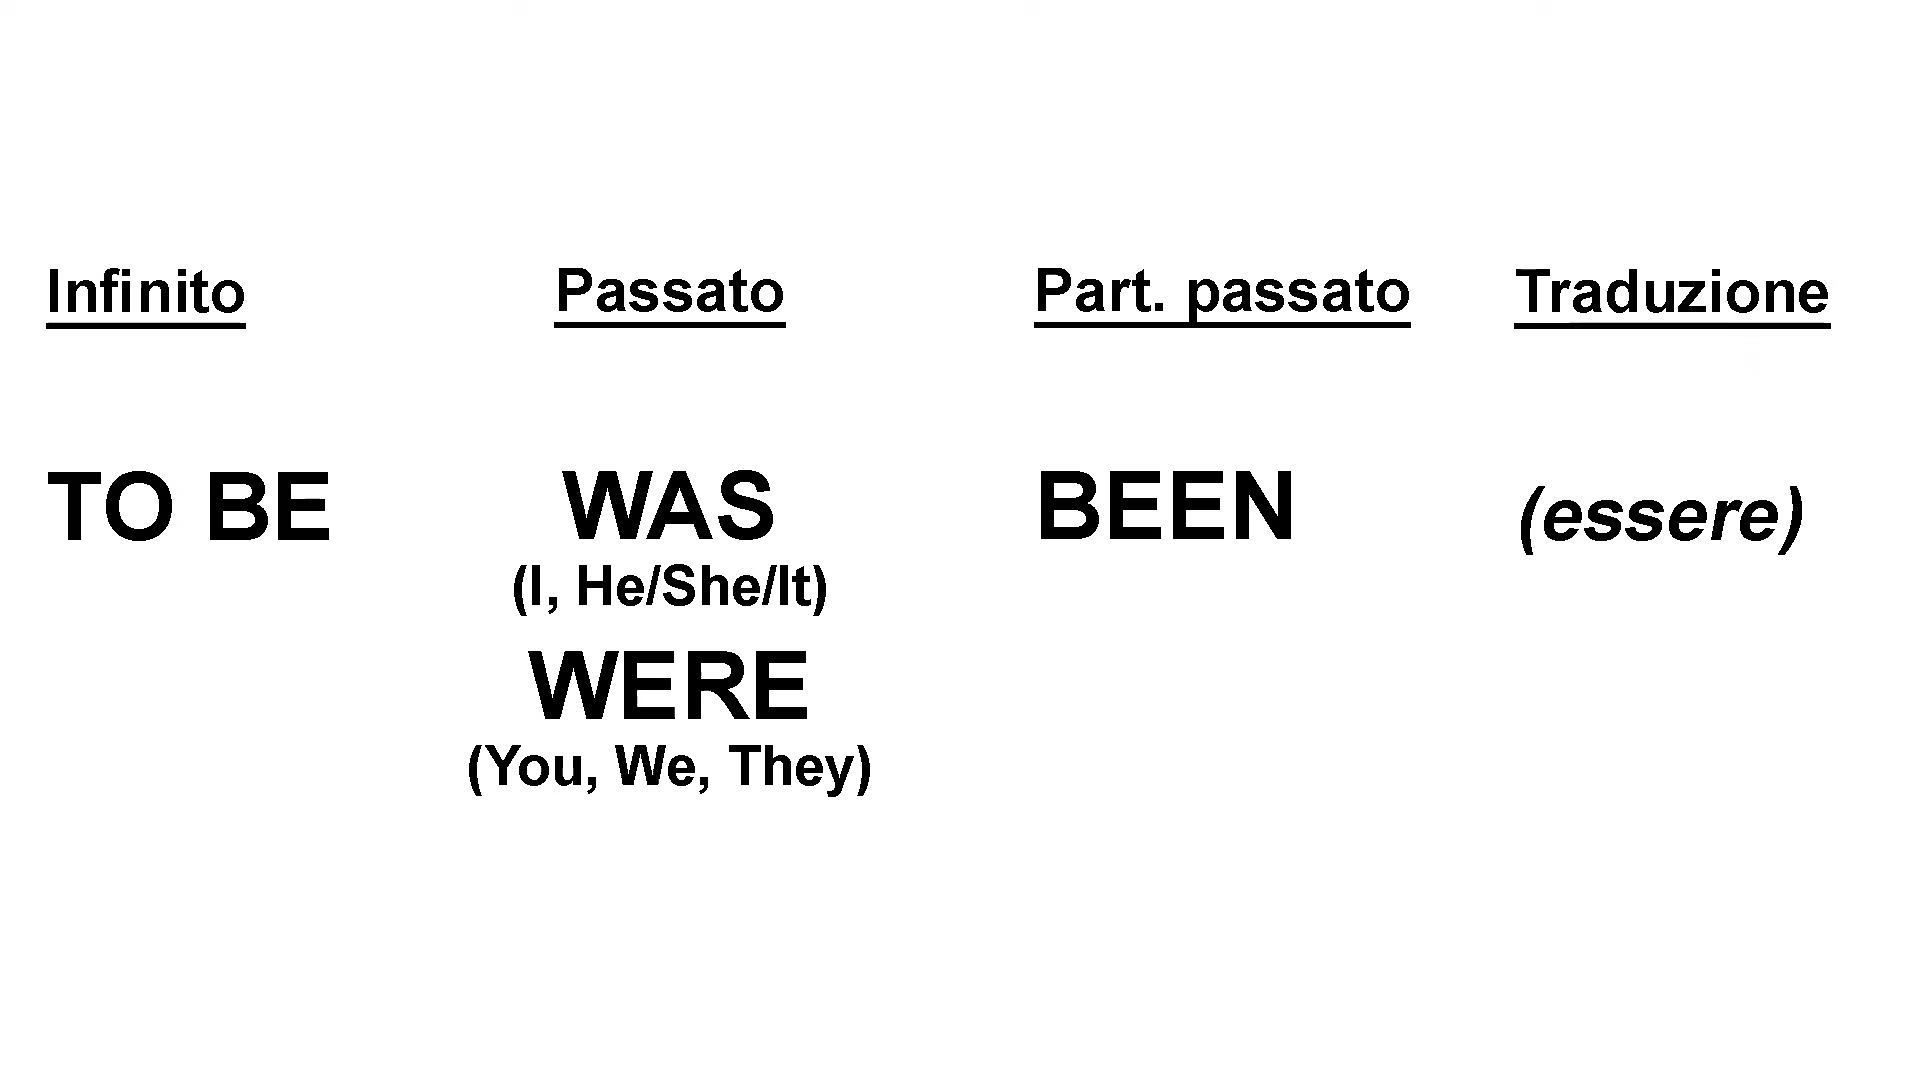 Infinito Passato Part. passato Traduzione
TO BE WAS BEEN (essere)
(I, He/She/It)
WERE
(You, We, They)